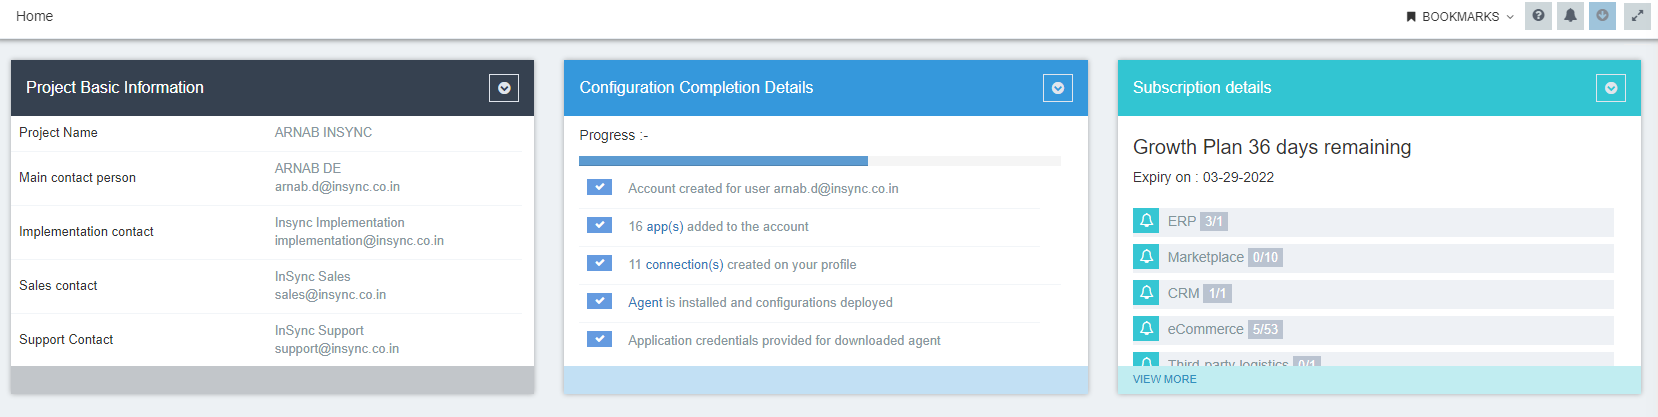 Home
BOOKMARKS
Project Basic Information
Project Name ARNAB INSYNC
Main contact person ARNAB DE
arnab.d@insync.co.in
Implementation contact Insync Implementation
implementation@insync.co.in
Sales contact InSync Sales
sales@insync.co.in
Support Contact InSync Support
support@insync.co.in
Configuration Completion Details
Progress :-
Account created for user arnab.d@insync.co.in
16 app(s) added to the account
11 connection(s) created on your profile
Agent is installed and configurations deployed
Application credentials provided for downloaded agent
Subscription details
Growth Plan 36 days remaining
Expiry on : 03-29-2022
ERP 3/1
Marketplace 0/10
CRM 1/1
eCommerce 5/53
Third-party logistics 0/1
VIEW MORE